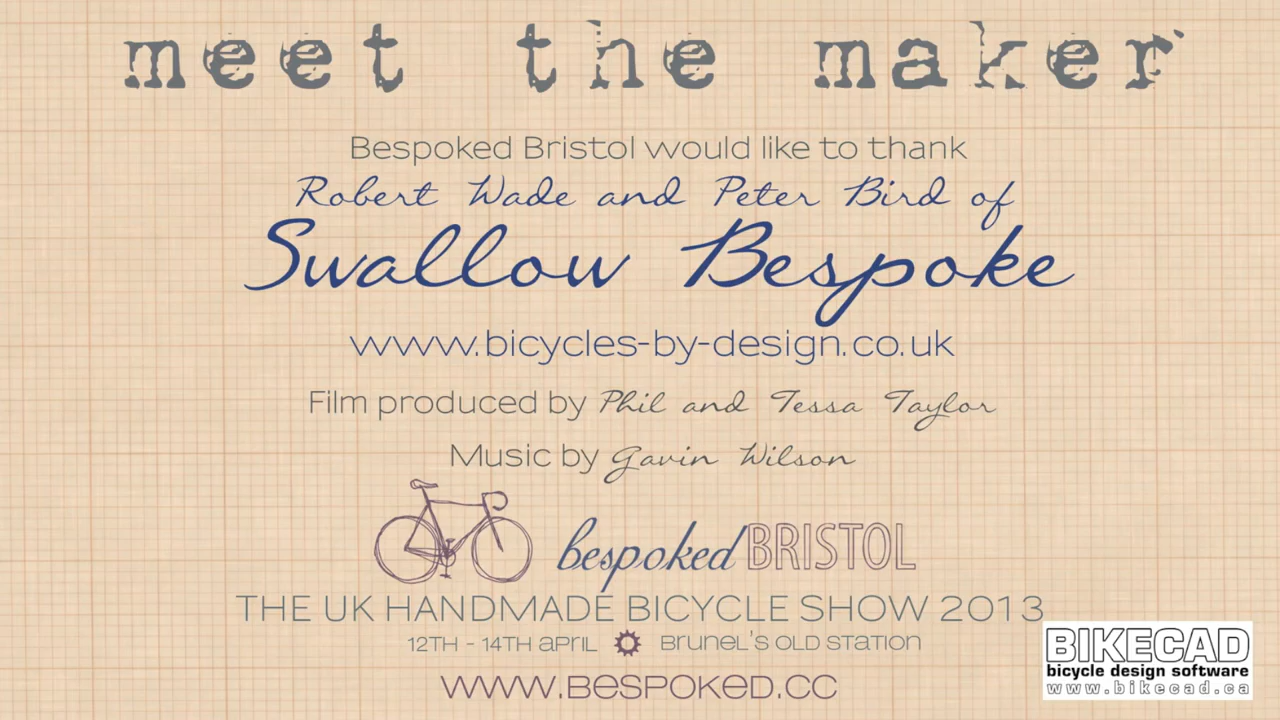 meet the maker
Bespoked Bristol would like to thank
Robert Wade and Peter Bird of
Swallow Bespoke
www.bicycles-by-design.co.uk
Film produced by Phil and Tessa Taylor
Music by Gavin Wilson
bespoked BRISTOL
THE UK HANDMADE BICYCLE SHOW 2013
12TH - 14TH APRIL BRUNEL'S OLD STATION
WWW.BESPOKED.CC
BIKECAD
bicycle design software
www.bikecad.ca